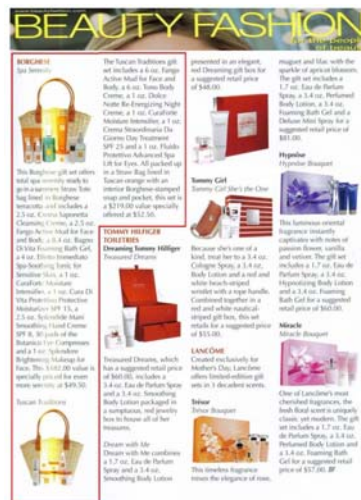 BEAUTY FASHION
BORGHESE
Spa Serenity
This Borghese gift set offers
total spa serenity ready to
go in a summery Straw Tote
bag lined in Borghese
terracotta and includes a
2.5 oz. Crema Saponetta
Cleansing Creme, a 2.5 oz.
Fango Active Mud for Face and
Body, a 8.4 oz. Bagno
Di Vita Foaming Bath Gel,
a 4 oz. Effetto Immediato
Spa-Soothing Tonic for
Sensitive Skin, a 1 oz.
CuraForte Moisture
Intensifier, a 1 oz. Cura Di
Vita Protettivo Protective
Moisturizer SPF 15, a
2.5 oz. Splendide Mani
Smoothing Hand Creme
SPF 8, 30 pads of the
Botanico Eye Compresses
and a 1 oz. Splendore
Brightening Makeup for
Face. This $182.00 value is
specially priced for even
more serenity at $49.50.
Tuscan Traditions
The Tuscan Traditions gift
set includes a 6 oz. Fango
Active Mud for Face and
Body, a 6 oz. Tono Body
Creme, a 1 oz. Dolce
Notte Re-Energizing Night
Creme, a 1 oz. CuraForte
Moisture Intensifier, a 1 oz.
Crema Straordinaria Da
Giorno Day Treatment
SPF 25 and a 1 oz. Fluido
Protettivo Advanced Spa
Lift for Eyes. All packed up
in a Straw Bag lined in
Tuscan orange with an
interior Borghese-stamped
snap and pocket, this set is
a $219.00 value specially
offered at $52.50.
TOMMY HILFIGER
TOILETRIES
Dreaming Tommy Hilfiger
Treasured Dreams
Treasured Dreams, which
has a suggested retail price
of $60.00, includes a
3.4 oz. Eau de Parfum Spray
and a 3.4 oz. Smoothing
Body Lotion packaged in
a sumptuous, red jewelry
box to house all of her
treasures.
Dream with Me
Dream with Me combines
a 1.7 oz. Eau de Parfum
Spray and a 3.4 oz.
Smoothing Body Lotion
presented in an elegant,
red Dreaming gift box for
a suggested retail price
of $48.00.
Tommy Girl
Tommy Girl She's the One
Because she's one of a
kind, treat her to a 3.4 oz.
Cologne Spray, a 3.4 oz.
Body Lotion and a red and
white beach-striped
wristlet with a rope handle.
Combined together in a
red and white nautical-
striped gift box, this set
retails for a suggested price
of $55.00.
LANCÔME
Created exclusively for
Mother's Day, Lancôme
offers limited-edition gift
sets in 3 decadent scents.
Trésor
Trésor Bouquet
This timeless fragrance
mixes the elegance of rose,
muguet and lilac with the
sparkle of apricot blossom.
The gift set includes a
1.7 oz. Eau de Parfum
Spray, a 3.4 oz. Perfumed
Body Lotion, a 3.4 oz.
Foaming Bath Gel and a
Deluxe Mini Spray for a
suggested retail price of
$81.00.
Hypnôse
Hypnôse Bouquet
This luminous oriental
fragrance instantly
captivates with notes of
passion flower, vanilla
and vetiver. The gift set
includes a 1.7 oz. Eau de
Parfum Spray, a 3.4 oz.
Hypnotizing Body Lotion
and a 3.4 oz. Foaming
Bath Gel for a suggested
price of $60.00.
Miracle
Miracle Bouquet
One of Lancôme's most
cherished fragrances, the
fresh floral scent is uniquely
classic, yet modern. The gift
set includes a 1.7 oz. Eau
de Parfum Spray, a 3.4 oz.
Perfumed Body Lotion and
a 3.4 oz. Foaming Bath
Gel for a suggested retail
price of $57.00. BF